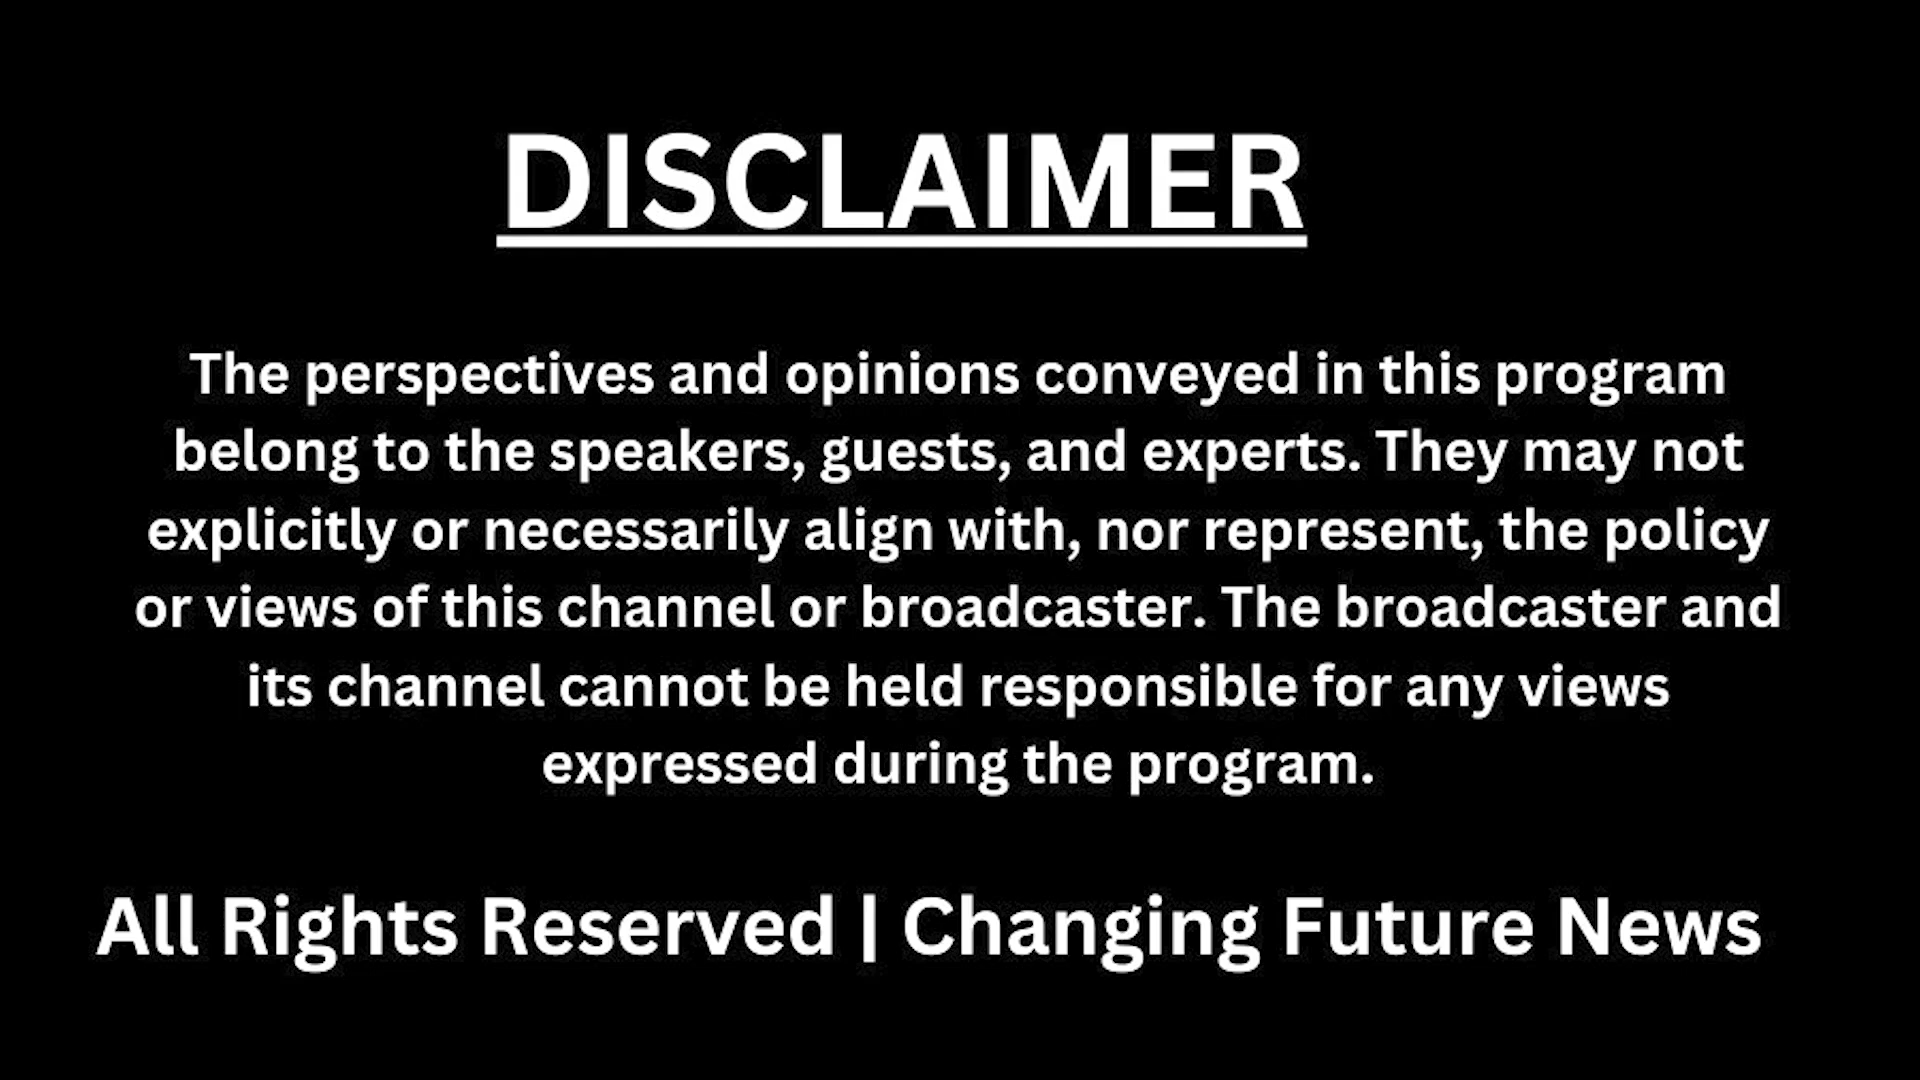 DISCLAIMER
The perspectives and opinions conveyed in this program
belong to the speakers, guests, and experts. They may not
explicitly or necessarily align with, nor represent, the policy
or views of this channel or broadcaster. The broadcaster and
its channel cannot be held responsible for any views
expressed during the program.
All Rights Reserved | Changing Future News